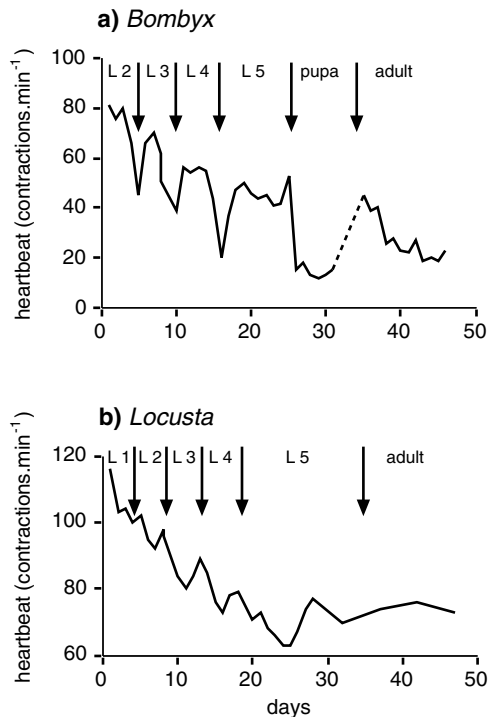 a) Bombyx
100
80
60
40
20
0
heartbeat (contractions.min-1)
L 2 L 3 L 4 L 5 pupa adult
0 10 20 30 40 50
b) Locusta
120
100
80
60
heartbeat (contractions.min-1)
L 1 L 2 L 3 L 4 L 5 adult
0 10 20 30 40 50
days